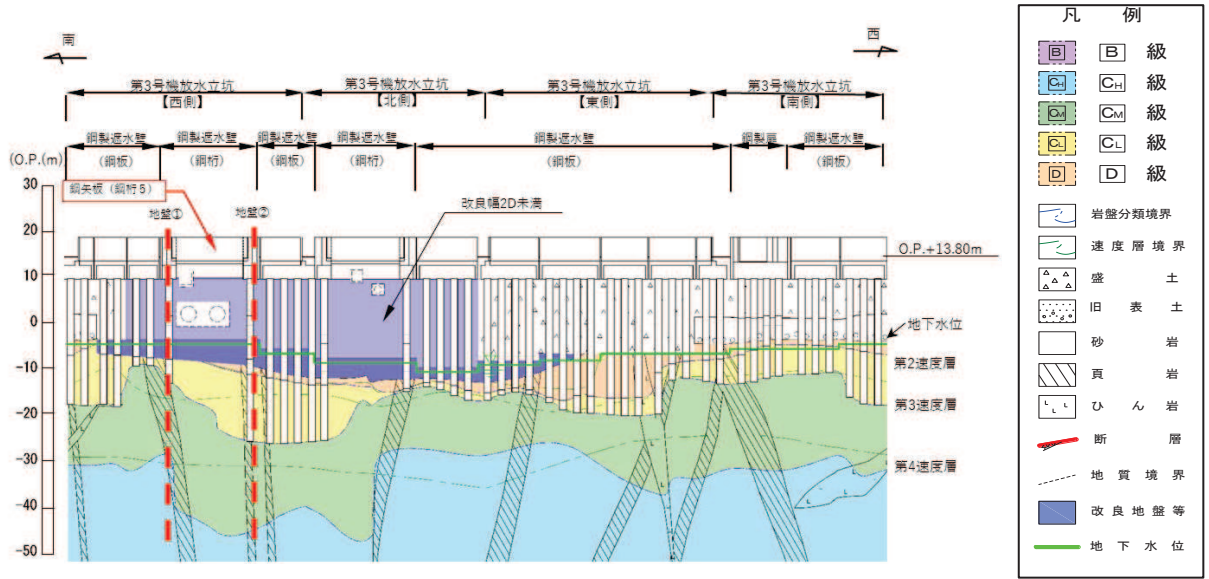 南
西
第3号機放水立坑
【西側】
第3号機放水立坑
【北側】
第3号機放水立坑
【東側】
第3号機放水立坑
【南側】
鋼製遮水壁
(鋼板)
鋼製遮水壁
(鋼桁)
鋼製遮水壁
(鋼板)
鋼製遮水壁
(鋼桁)
鋼製遮水壁
(鋼板)
鋼製扉
鋼製遮水壁
(鋼板)
(O.P.(m)
30
20
10
0
-10
-20
-30
-40
-50
鋼矢板（鋼桁5）
地盤①
地盤②
改良幅2D未満
O.P.+13.80m
地下水位
第2速度層
第3速度層
第4速度層
凡 例
B B 級
CH CH 級
CM CM 級
CL CL 級
D D 級
岩盤分類境界
速度層境界
盛 土
旧 表 土
砂 岩
頁 岩
ひ ん 岩
断 層
地 質 境 界
改 良 地 盤 等
地 下 水 位